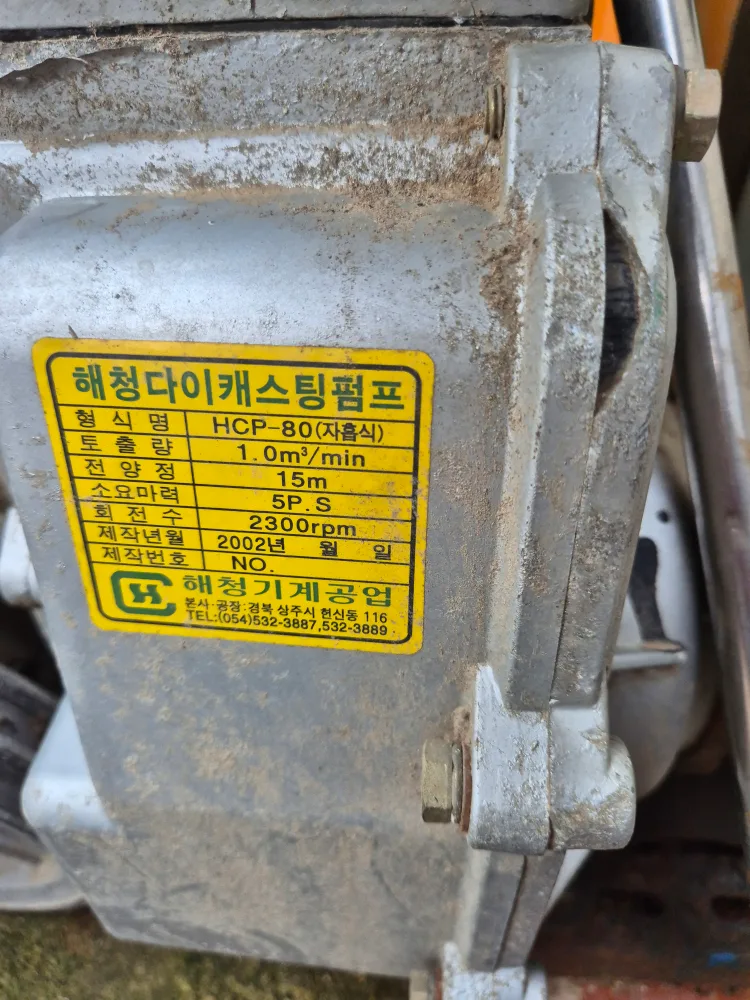 해청다이캐스팅펌프
형식명 HCP-80(자흡식)
토출량 1.0m³/min
전양정 15m
소요마력 5P.S
회전수 2300rpm
제작년월 2002년 월 일
제작번호 NO.
H 해청기계공업
본사·공장:경북 상주시 헌신동 116
TEL:(054)532-3887,532-3889